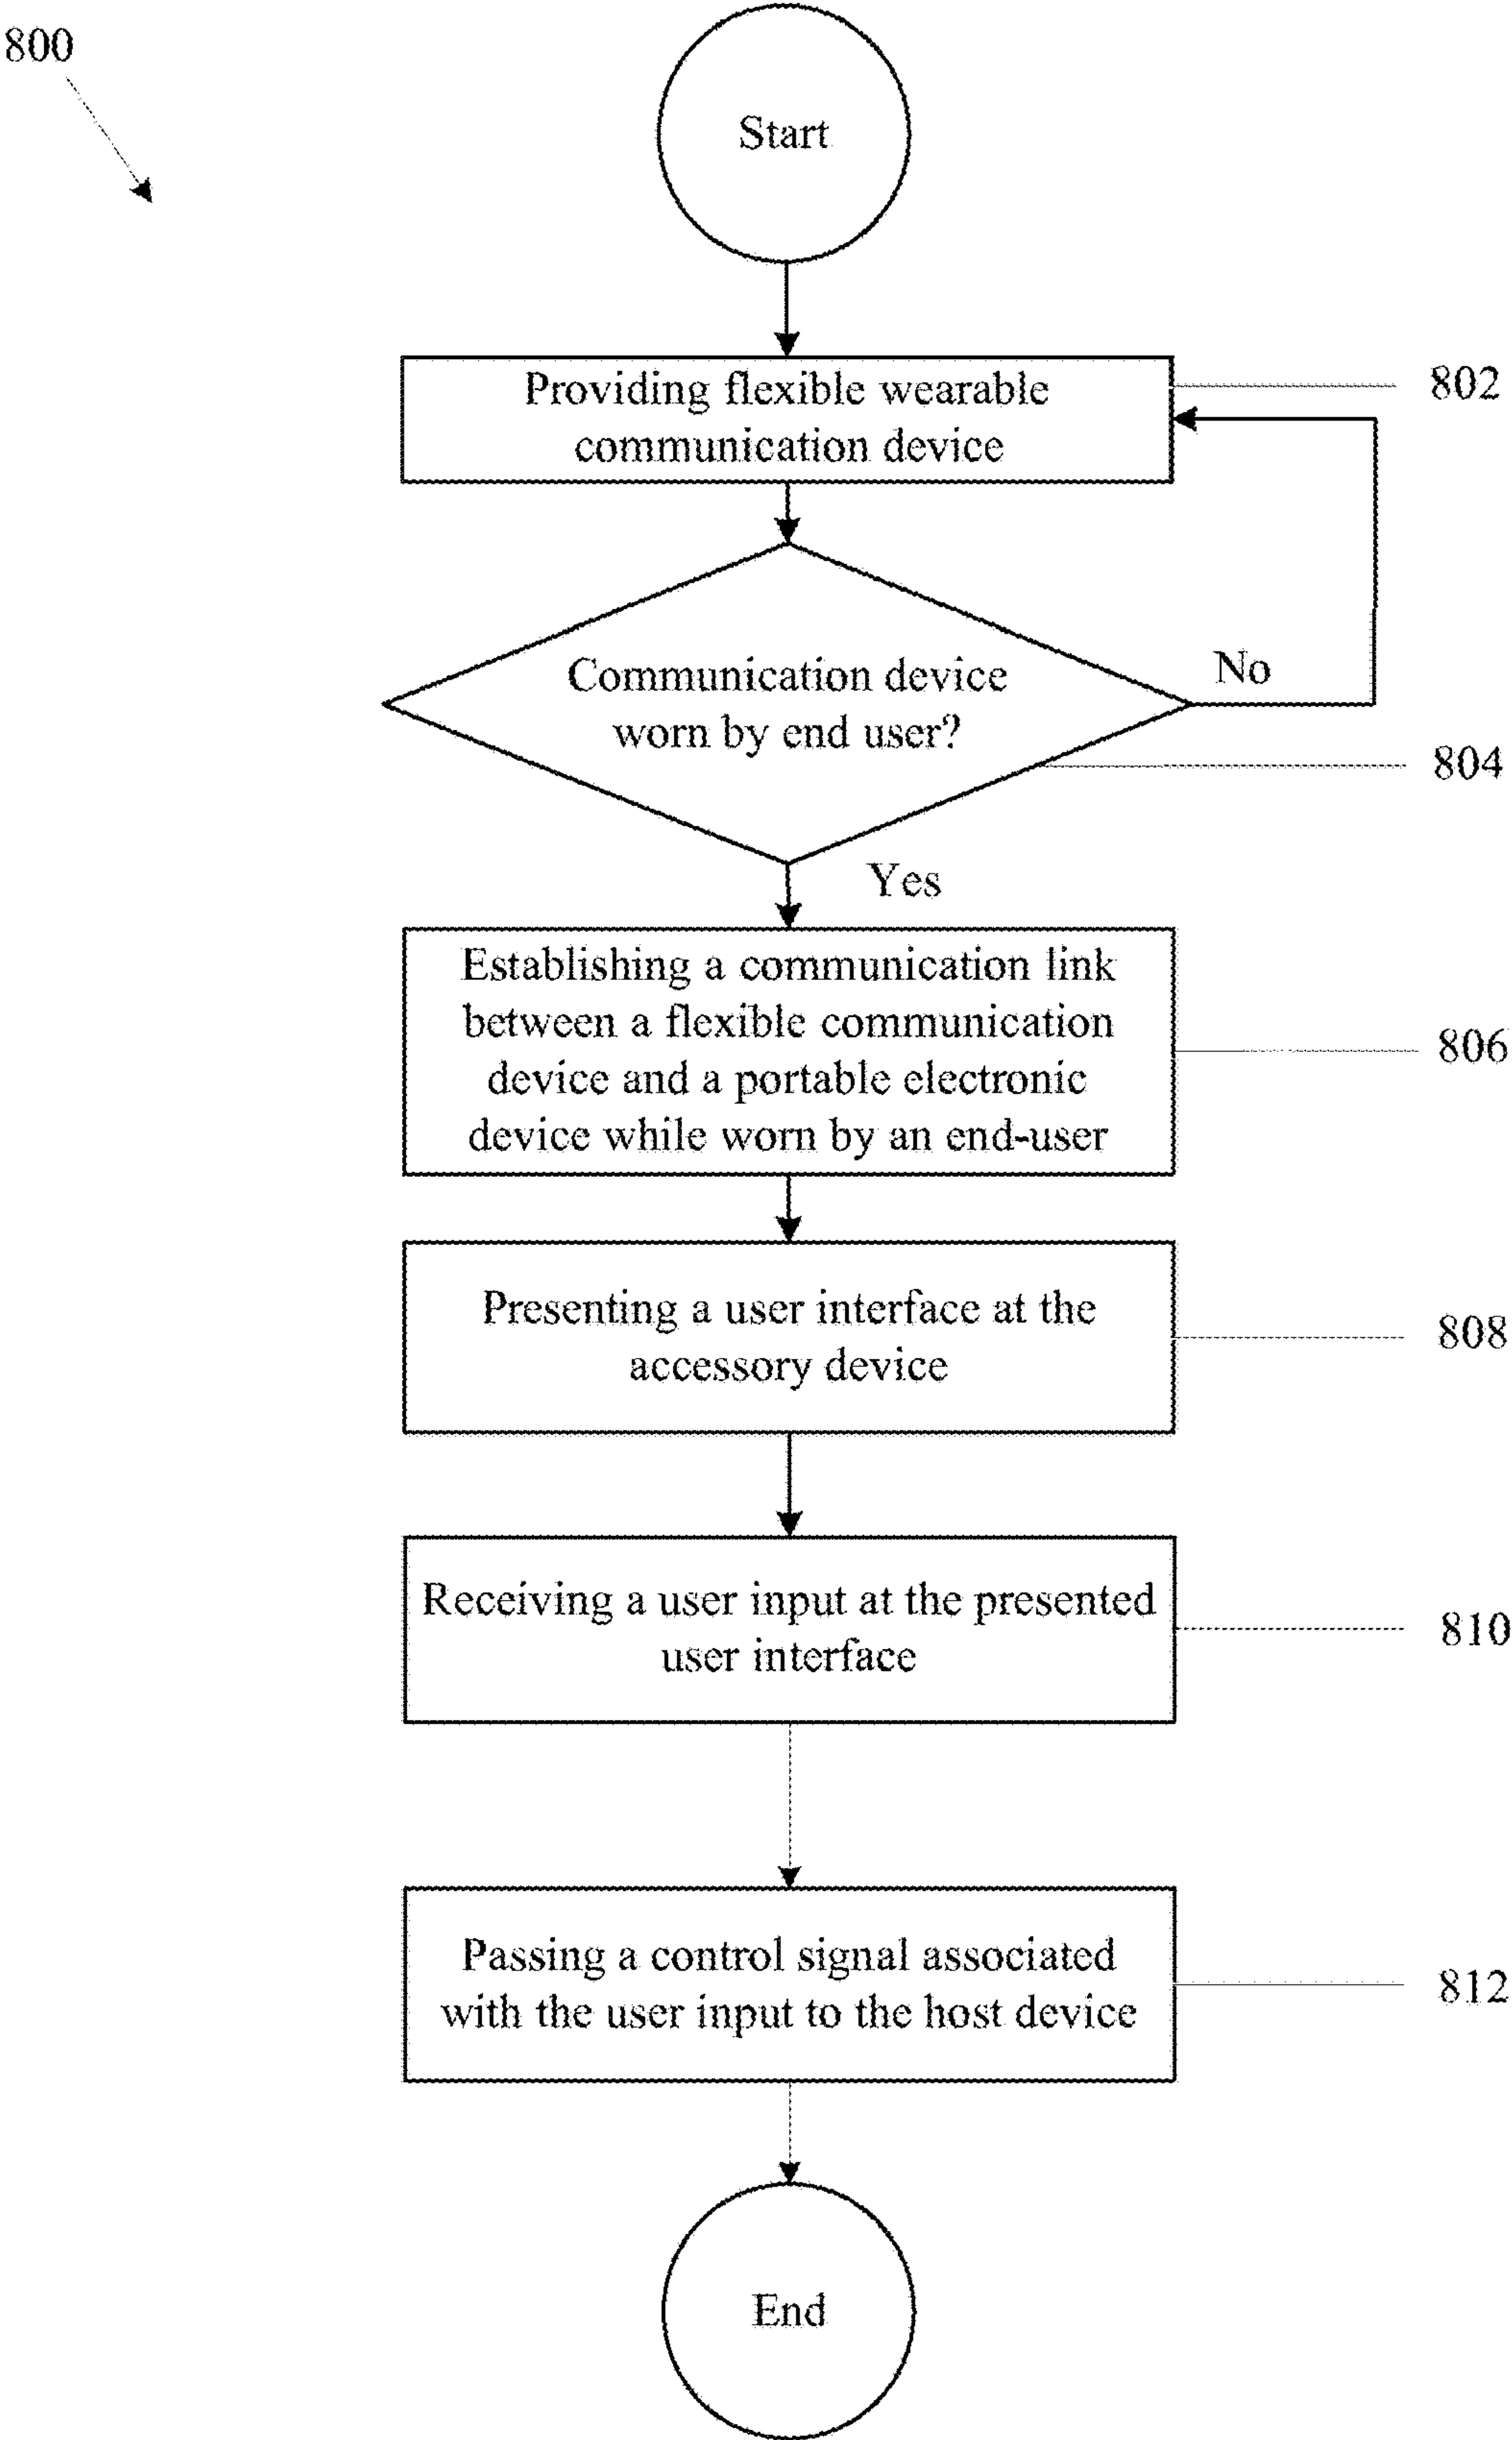 800
Start
Providing flexible wearable
communication device
802
Communication device
worn by end user?
No
804
Yes
Establishing a communication link
between a flexible communication
device and a portable electronic
device while worn by an end-user
806
Presenting a user interface at the
accessory device
808
Receiving a user input at the presented
user interface
810
Passing a control signal associated
with the user input to the host device
812
End